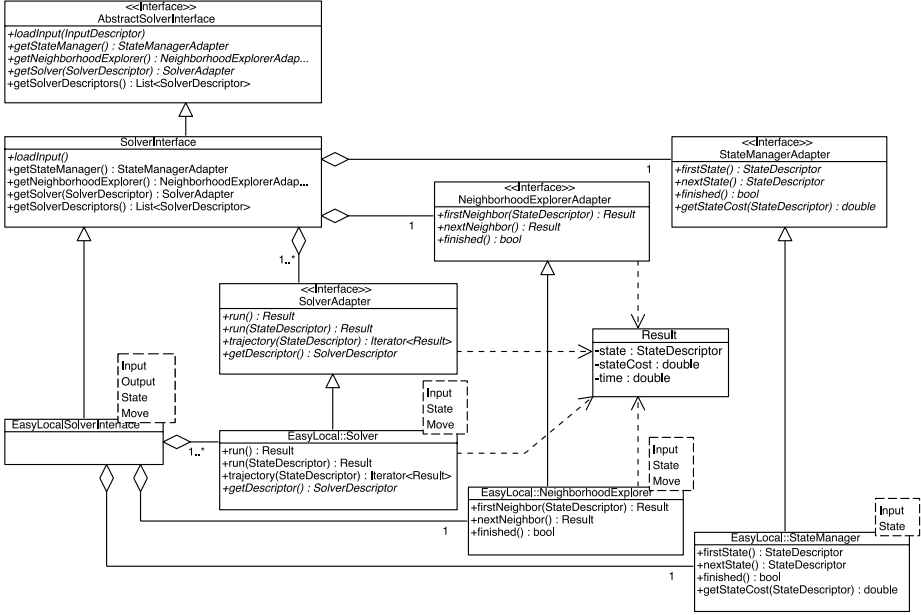 <<Interface>>
AbstractSolverInterface
+loadInput(InputDescriptor)
+getStateManager() : StateManagerAdapter
+getNeighborhoodExplorer() : NeighborhoodExplorerAdap...
+getSolver(SolverDescriptor) : SolverAdapter
+getSolverDescriptors() : List<SolverDescriptor>
SolverInterface
+loadInput()
+getStateManager() : StateManagerAdapter
+getNeighborhoodExplorer() : NeighborhoodExplorerAdap...
+getSolver(SolverDescriptor) : SolverAdapter
+getSolverDescriptors() : List<SolverDescriptor>
1
<<Interface>>
StateManagerAdapter
+firstState() : StateDescriptor
+nextState() : StateDescriptor
+finished() : bool
+getStateCost(StateDescriptor) : double
1
<<Interface>>
NeighborhoodExplorerAdapter
+firstNeighbor(StateDescriptor) : Result
+nextNeighbor() : Result
+finished() : bool
1..*
<<Interface>>
SolverAdapter
+run() : Result
+run(StateDescriptor) : Result
+trajectory(StateDescriptor) : Iterator<Result>
+getDescriptor() : SolverDescriptor
Result
-state : StateDescriptor
-stateCost : double
-time : double
Input
Output
State
Move
EasyLocalSolverInterface
1..*
Input
State
Move
EasyLocal::Solver
+run() : Result
+run(StateDescriptor) : Result
+trajectory(StateDescriptor) : Iterator<Result>
+getDescriptor() : SolverDescriptor
Input
State
Move
EasyLocal::NeighborhoodExplorer
+firstNeighbor(StateDescriptor) : Result
+nextNeighbor() : Result
+finished() : bool
1
Input
State
EasyLocal::StateManager
+firstState() : StateDescriptor
+nextState() : StateDescriptor
+finished() : bool
+getStateCost(StateDescriptor) : double
1